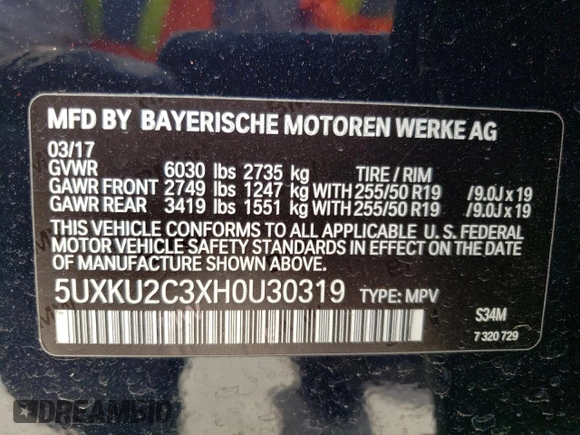 MFD BY BAYERISCHE MOTOREN WERKE AG
03/17
GVWR 6030 lbs 2735 kg TIRE / RIM
GAWR FRONT 2749 lbs 1247 kg WITH 255/50 R19 /9.0J x 19
GAWR REAR 3419 lbs 1551 kg WITH 255/50 R19 /9.0J x 19
THIS VEHICLE CONFORMS TO ALL APPLICABLE U. S. FEDERAL
MOTOR VEHICLE SAFETY STANDARDS IN EFFECT ON THE DATE
OF MANUFACTURE SHOWN ABOVE.
5UXKU2C3XH0U30319 TYPE: MPV
S34M
7 320 729
DREAMBID